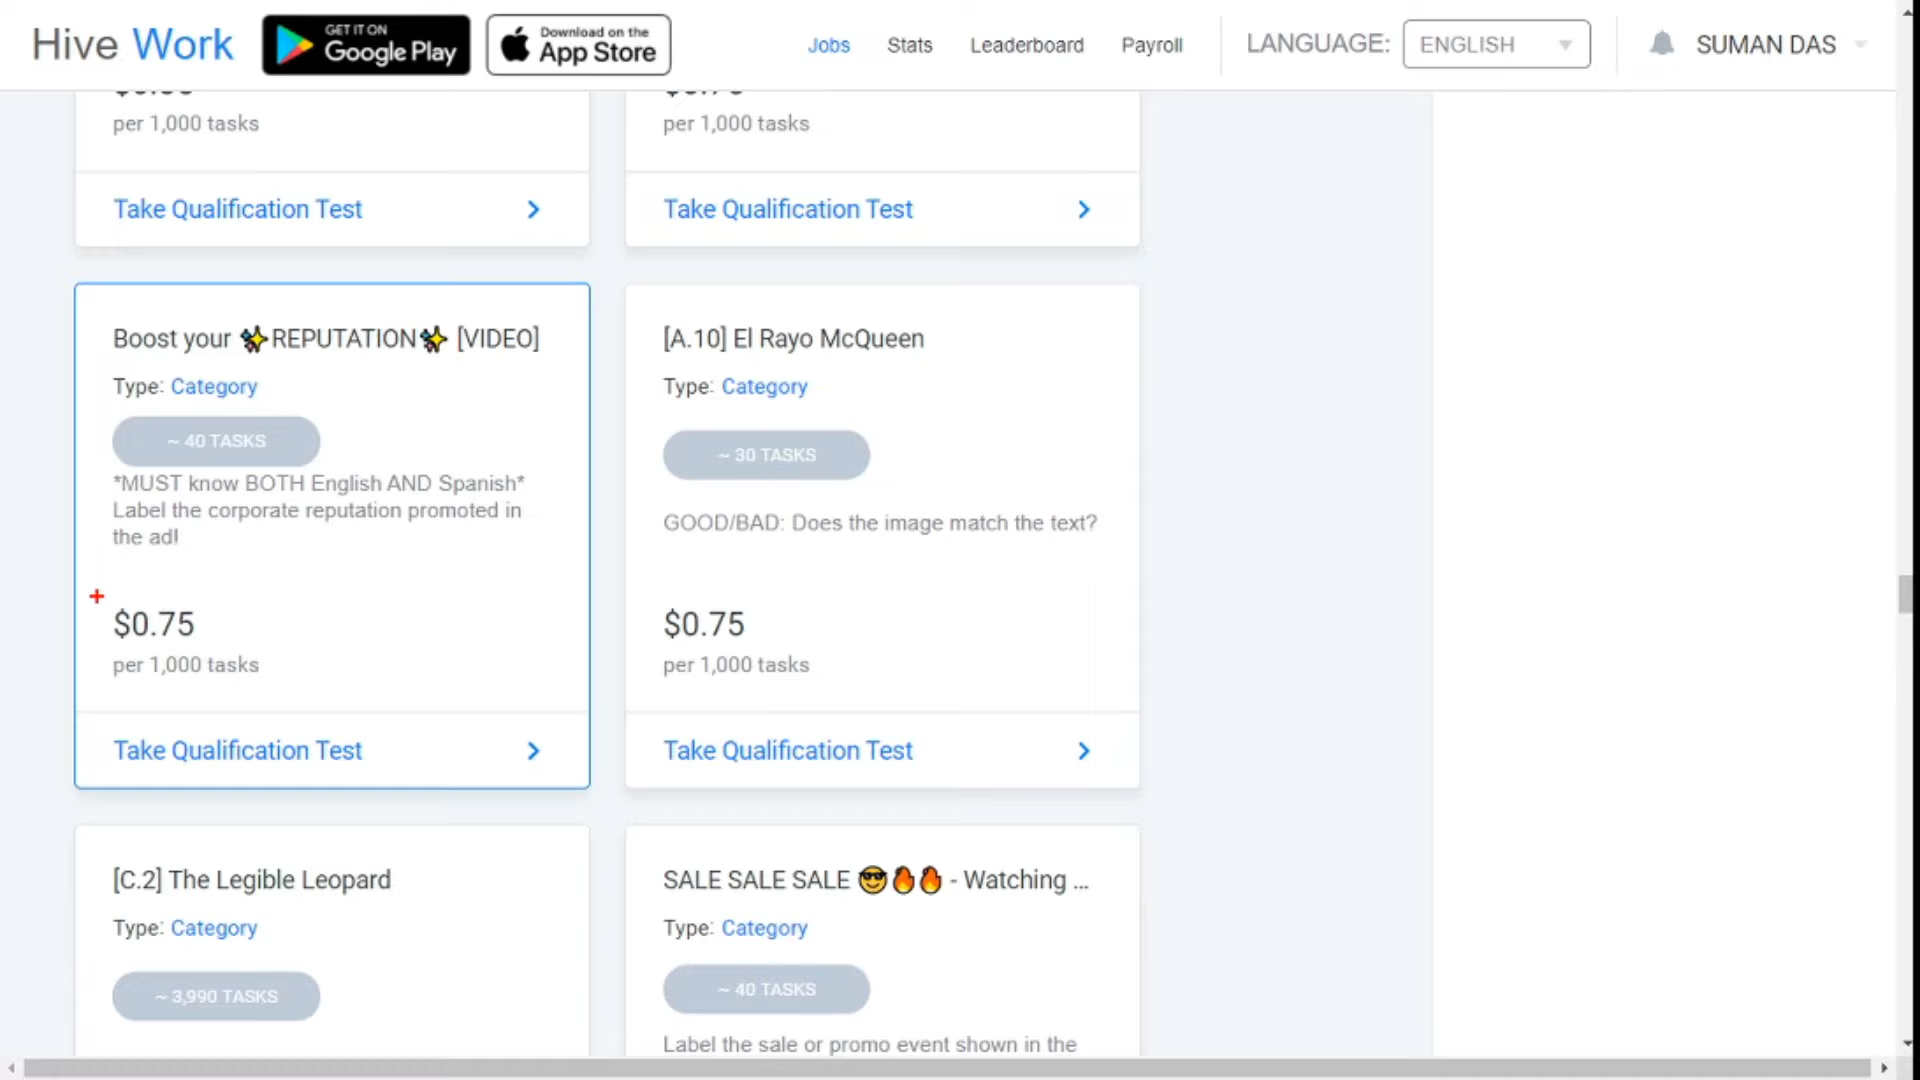 Hive Work
GET IT ON
Google Play
Download on the
App Store
Jobs
Stats
Leaderboard
Payroll
LANGUAGE:
ENGLISH
SUMAN DAS
per 1,000 tasks
Take Qualification Test
per 1,000 tasks
Take Qualification Test
Boost your ✨REPUTATION✨ [VIDEO]
Type: Category
~ 40 TASKS
*MUST know BOTH English AND Spanish*
Label the corporate reputation promoted in
the ad!
$0.75
per 1,000 tasks
Take Qualification Test
[A.10] El Rayo McQueen
Type: Category
~ 30 TASKS
GOOD/BAD: Does the image match the text?
$0.75
per 1,000 tasks
Take Qualification Test
[C.2] The Legible Leopard
Type: Category
~ 3,990 TASKS
SALE SALE SALE 😎🔥🔥 - Watching ...
Type: Category
~ 40 TASKS
Label the sale or promo event shown in the